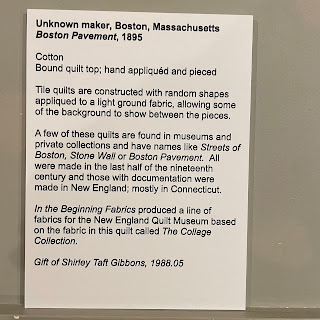 Unknown maker, Boston, Massachusetts
Boston Pavement, 1895
Cotton
Bound quilt top; hand appliquéd and pieced
Tile quilts are constructed with random shapes
appliqued to a light ground fabric, allowing some
of the background to show between the pieces.
A few of these quilts are found in museums and
private collections and have names like Streets of
Boston, Stone Wall or Boston Pavement. All
were made in the last half of the nineteenth
century and those with documentation were
made in New England; mostly in Connecticut.
In the Beginning Fabrics produced a line of
fabrics for the New England Quilt Museum based
on the fabric in this quilt called The Collage
Collection.
Gift of Shirley Taft Gibbons, 1988.05